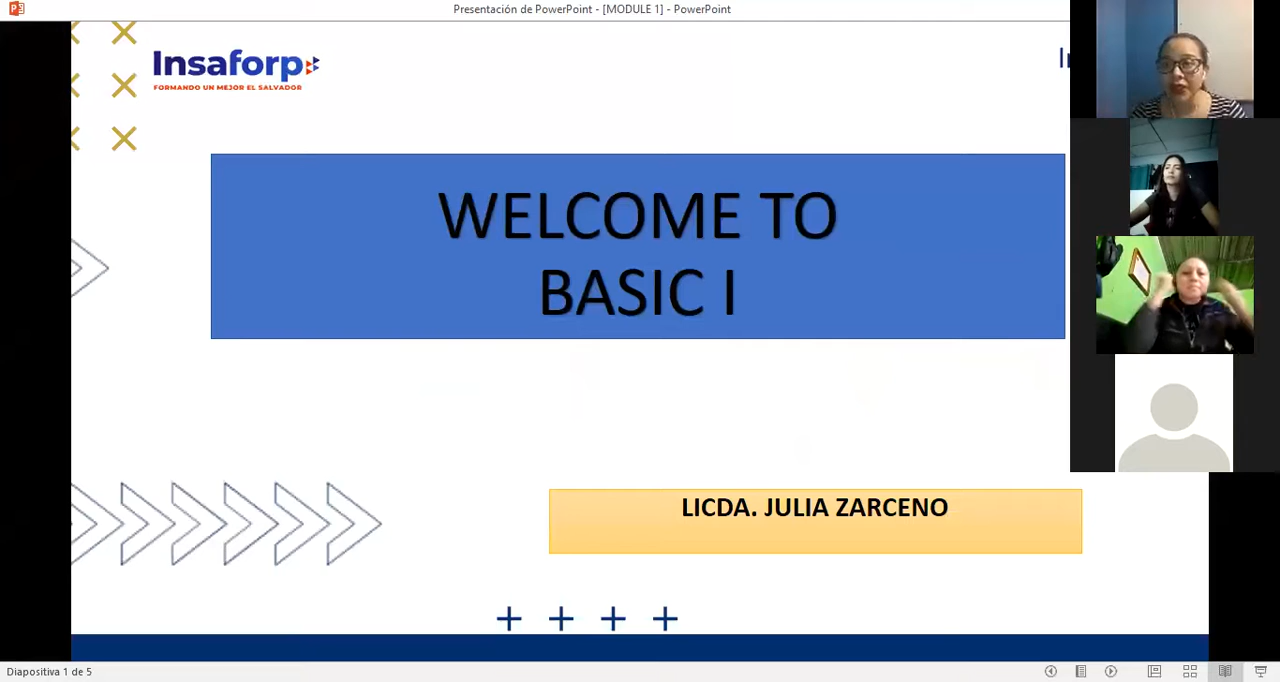 Presentación de PowerPoint - [MODULE 1] - PowerPoint
Insaforp
FORMANDO UN MEJOR EL SALVADOR
WELCOME TO
BASIC I
LICDA. JULIA ZARCENO
Diapositiva 1 de 5